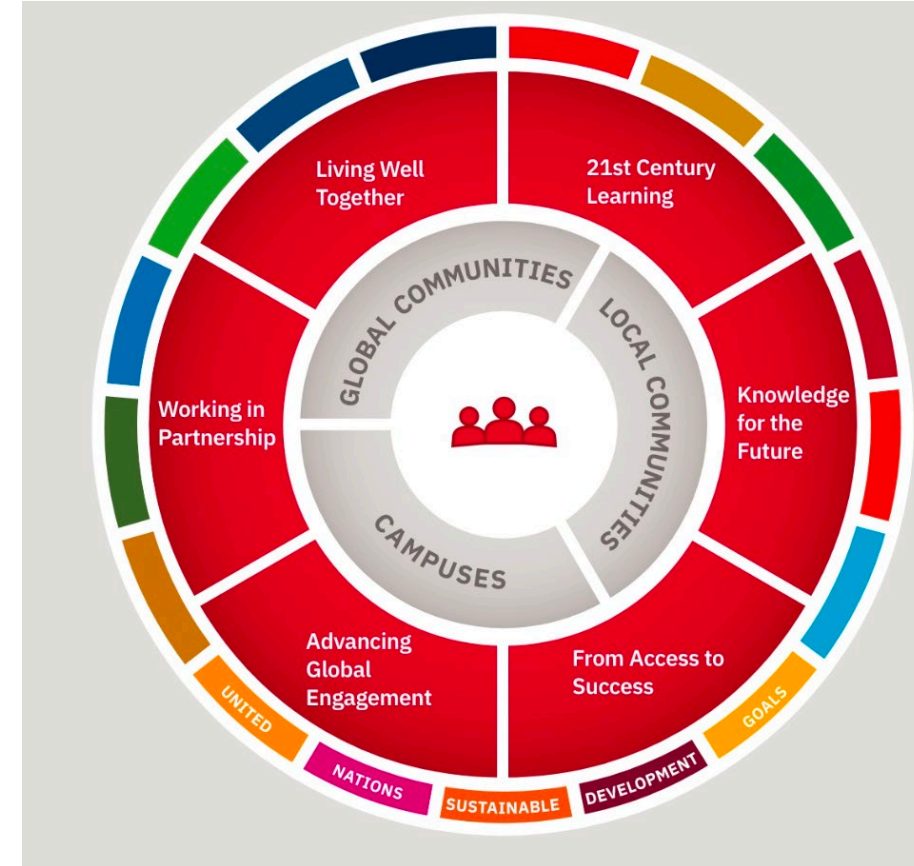 Living Well
Together
21st Century
Learning
GLOBAL COMMUNITIES
LOCAL COMMUNITIES
Working in
Partnership
Knowledge
for the
Future
CAMPUSES
Advancing
Global
Engagement
From Access to
Success
UNITED
NATIONS
SUSTAINABLE
DEVELOPMENT
GOALS